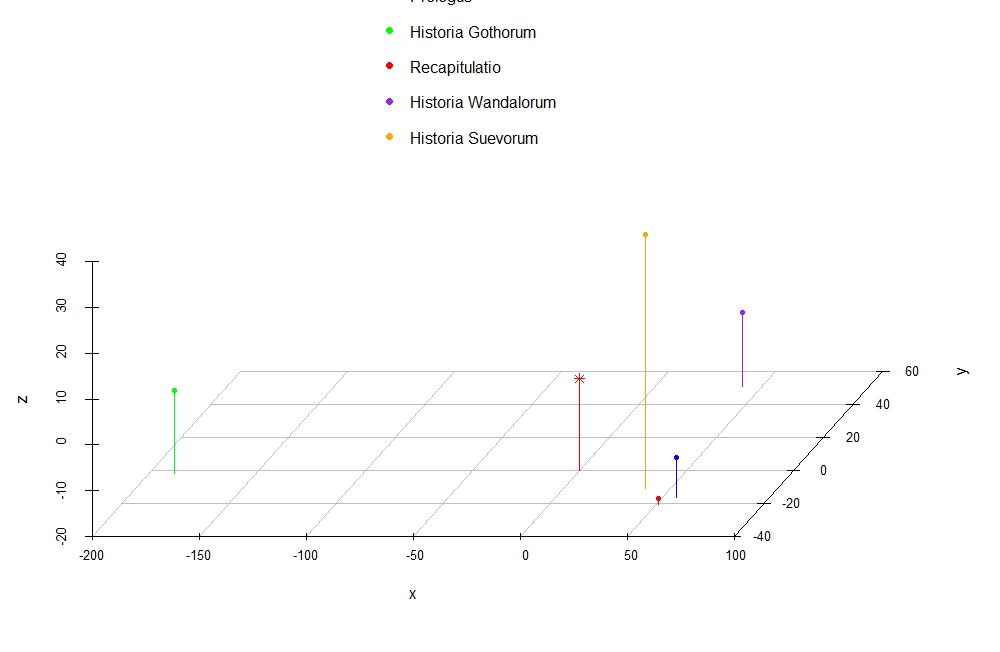 Prologus
Historia Gothorum
Recapitulatio
Historia Wandalorum
Historia Suevorum
40
30
20
10
0
-10
-20
z
60
40
20
0
-20
-40
y
-200 -150 -100 -50 0 50 100
x